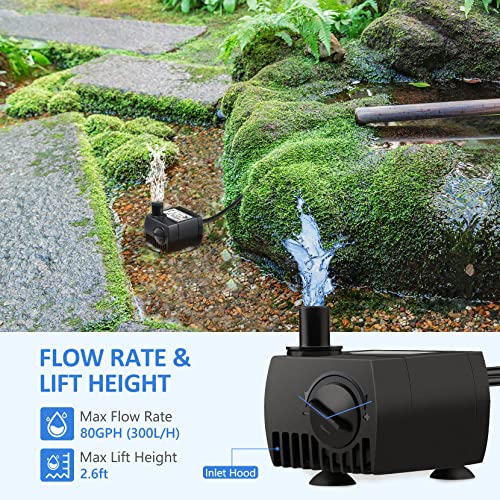 FLOW RATE &
LIFT HEIGHT
Max Flow Rate
80GPH (300L/H)
Max Lift Height
2.6ft
Inlet Hood